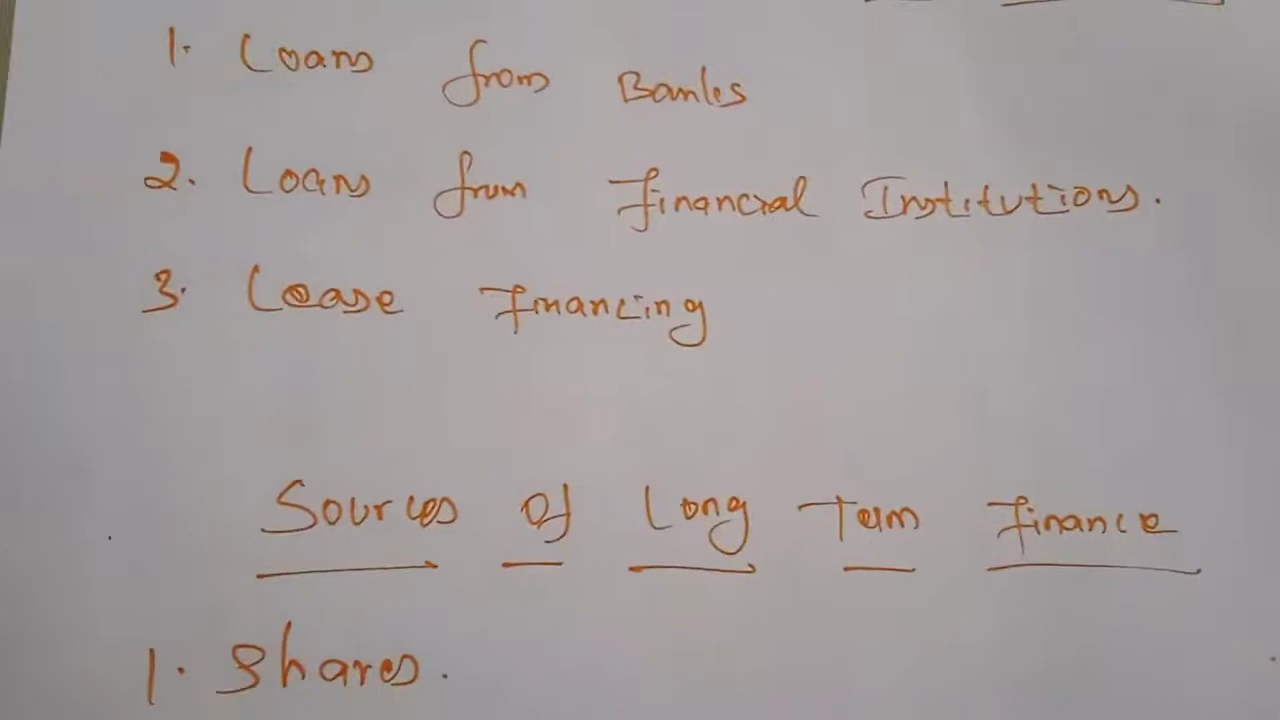 1. Loans from Banks
2. Loans from Financial Institutions.
3. Lease Financing
Sources of Long Term Finance
1. Shares.